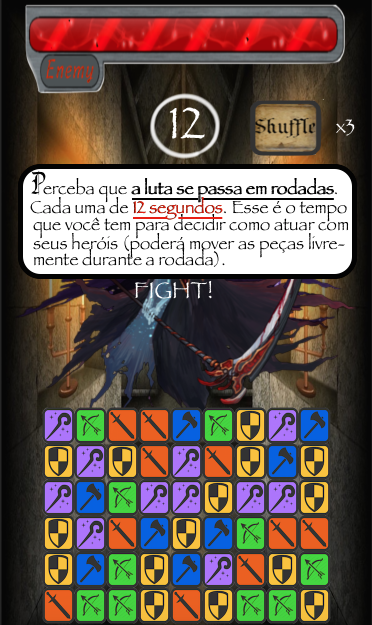 Enemy
12
Shuffle
x3
Perceba que a luta se passa em rodadas.
Cada uma de 12 segundos. Esse é o tempo
que você tem para decidir como atuar com
seus heróis (poderá mover as peças livre-
mente durante a rodada).
FIGHT!